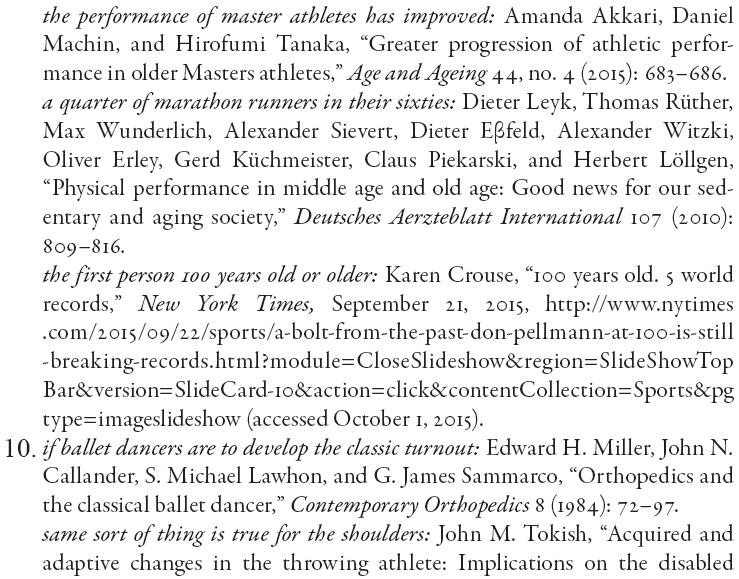 the performance of master athletes has improved: Amanda Akkari, Daniel
Machin, and Hirofumi Tanaka, “Greater progression of athletic perfor-
mance in older Masters athletes,” Age and Ageing 44, no. 4 (2015): 683–686.
a quarter of marathon runners in their sixties: Dieter Leyk, Thomas Rüther,
Max Wunderlich, Alexander Sievert, Dieter Eβfeld, Alexander Witzki,
Oliver Erley, Gerd Küchmeister, Claus Piekarski, and Herbert Löllgen,
“Physical performance in middle age and old age: Good news for our sed-
entary and aging society,” Deutsches Aerzteblatt International 107 (2010):
809–816.
the first person 100 years old or older: Karen Crouse, “100 years old. 5 world
records,” New York Times, September 21, 2015, http://www.nytimes
.com/2015/09/22/sports/a-bolt-from-the-past-don-pellmann-at-100-is-still
-breaking-records.html?module=CloseSlideshow&region=SlideShowTop
Bar&version=SlideCard-10&action=click&contentCollection=Sports&pg
type=imageslideshow (accessed October 1, 2015).
10. if ballet dancers are to develop the classic turnout: Edward H. Miller, John N.
Callander, S. Michael Lawhon, and G. James Sammarco, “Orthopedics and
the classical ballet dancer,” Contemporary Orthopedics 8 (1984): 72–97.
same sort of thing is true for the shoulders: John M. Tokish, “Acquired and
adaptive changes in the throwing athlete: Implications on the disabled